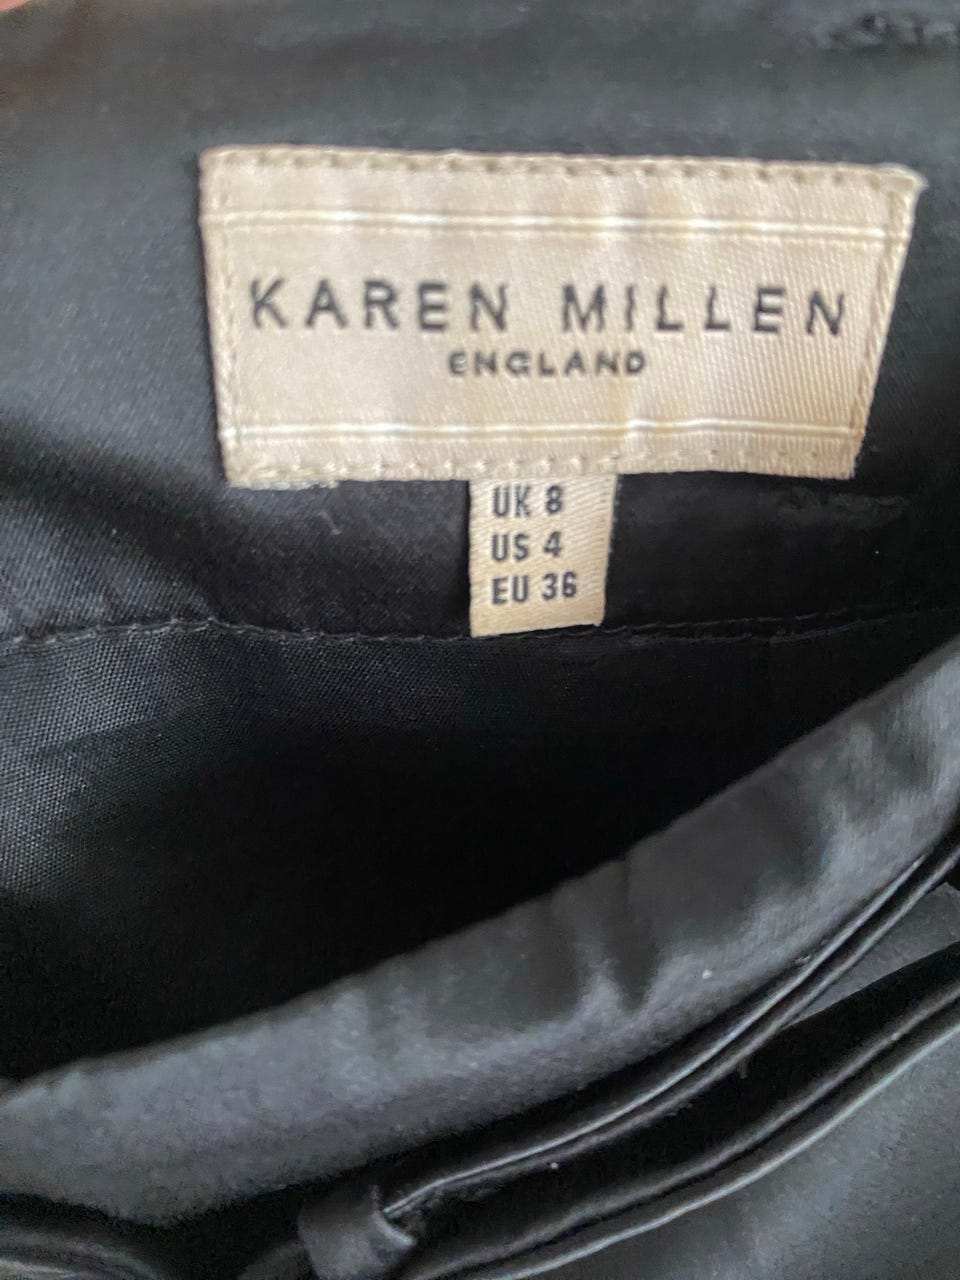 KAREN MILLEN
ENGLAND
UK 8
US 4
EU 36